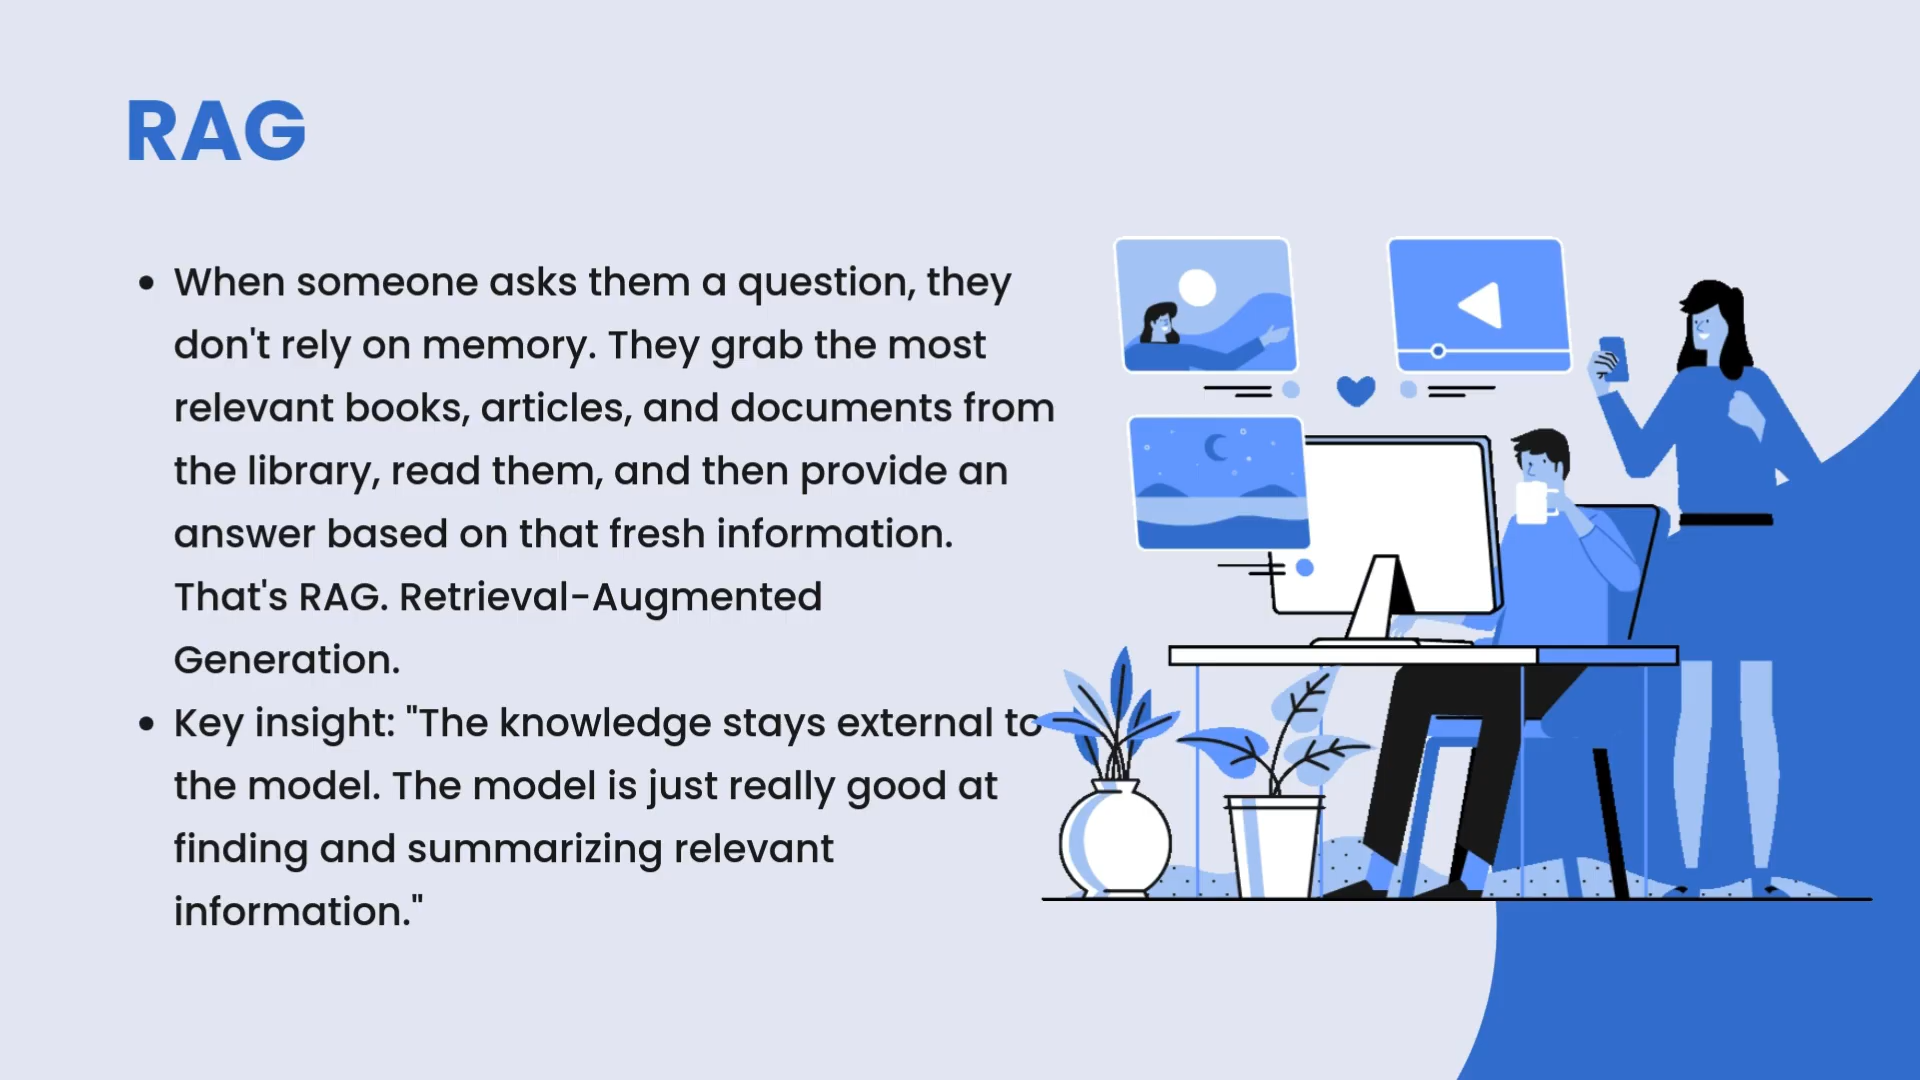 RAG
• When someone asks them a question, they
don't rely on memory. They grab the most
relevant books, articles, and documents from
the library, read them, and then provide an
answer based on that fresh information.
That's RAG. Retrieval-Augmented
Generation.
• Key insight: "The knowledge stays external to
the model. The model is just really good at
finding and summarizing relevant
information."